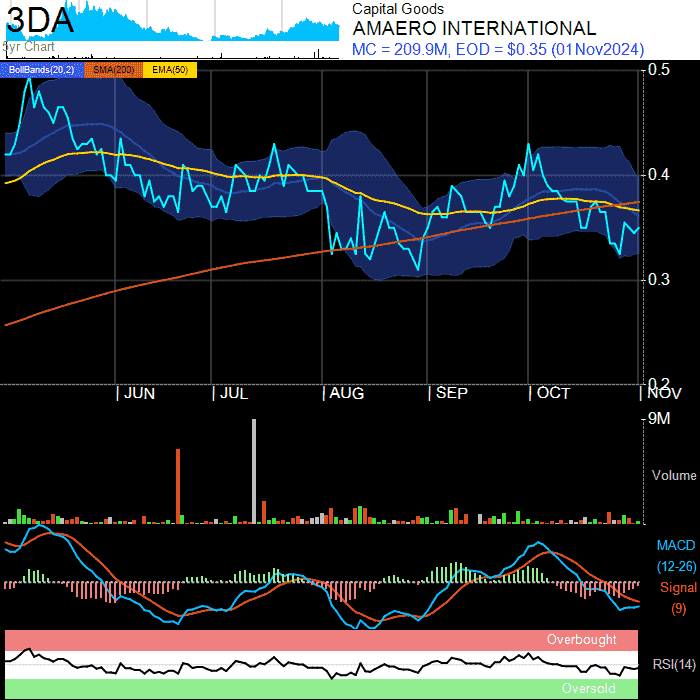 3DA
5yr Chart
Capital Goods
AMAERO INTERNATIONAL
MC = 209.9M, EOD = $0.35 (01Nov2024)
BollBands(20,2) SMA(200) EMA(50)
0.5
0.4
0.3
0.2
JUN JUL AUG SEP OCT NOV
9M
Volume
MACD
(12-26)
Signal
(9)
Overbought
RSI(14)
Oversold